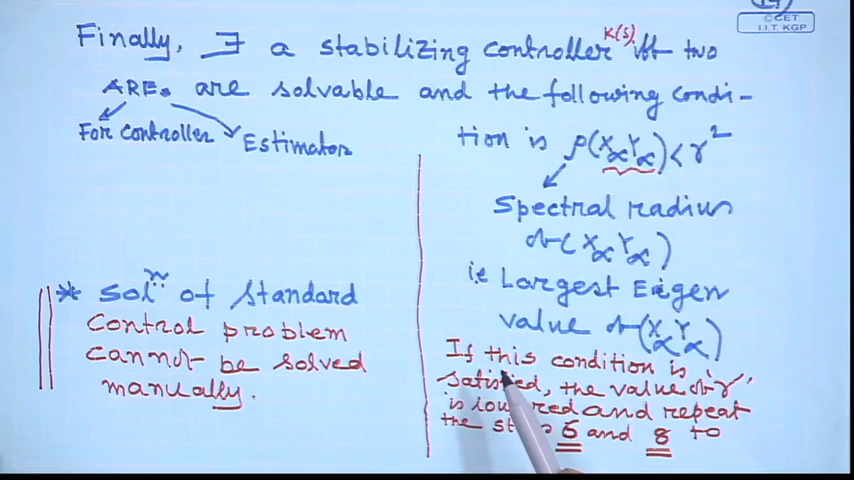 ©CET
I.I.T. KGP
Finally, ∃ a stabilizing controller K(s) iff two
AREs are solvable and the following condi-
For controller
Estimator
tion is ρ(X∞Y∞) < γ²
Spectral radius
of (X∞Y∞)
i.e Largest Eigen
value of (X∞Y∞)
If this condition is
satisfied, the value of 'γ'
is lowered and repeat
the steps 6 and 8 to
* Solⁿ of Standard
Control problem
cannot be solved
manually.